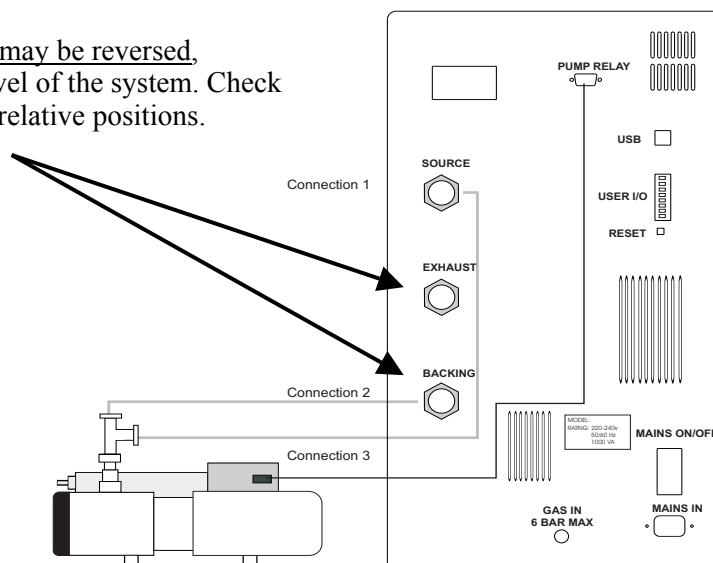 may be reversed,
vel of the system. Check
relative positions.
PUMP RELAY
USB
SOURCE
Connection 1
USER I/O
RESET
EXHAUST
BACKING
Connection 2
MODEL:
RATING: 220-240v
50/60 Hz
1000 VA
MAINS ON/OFF
Connection 3
GAS IN
6 BAR MAX
MAINS IN